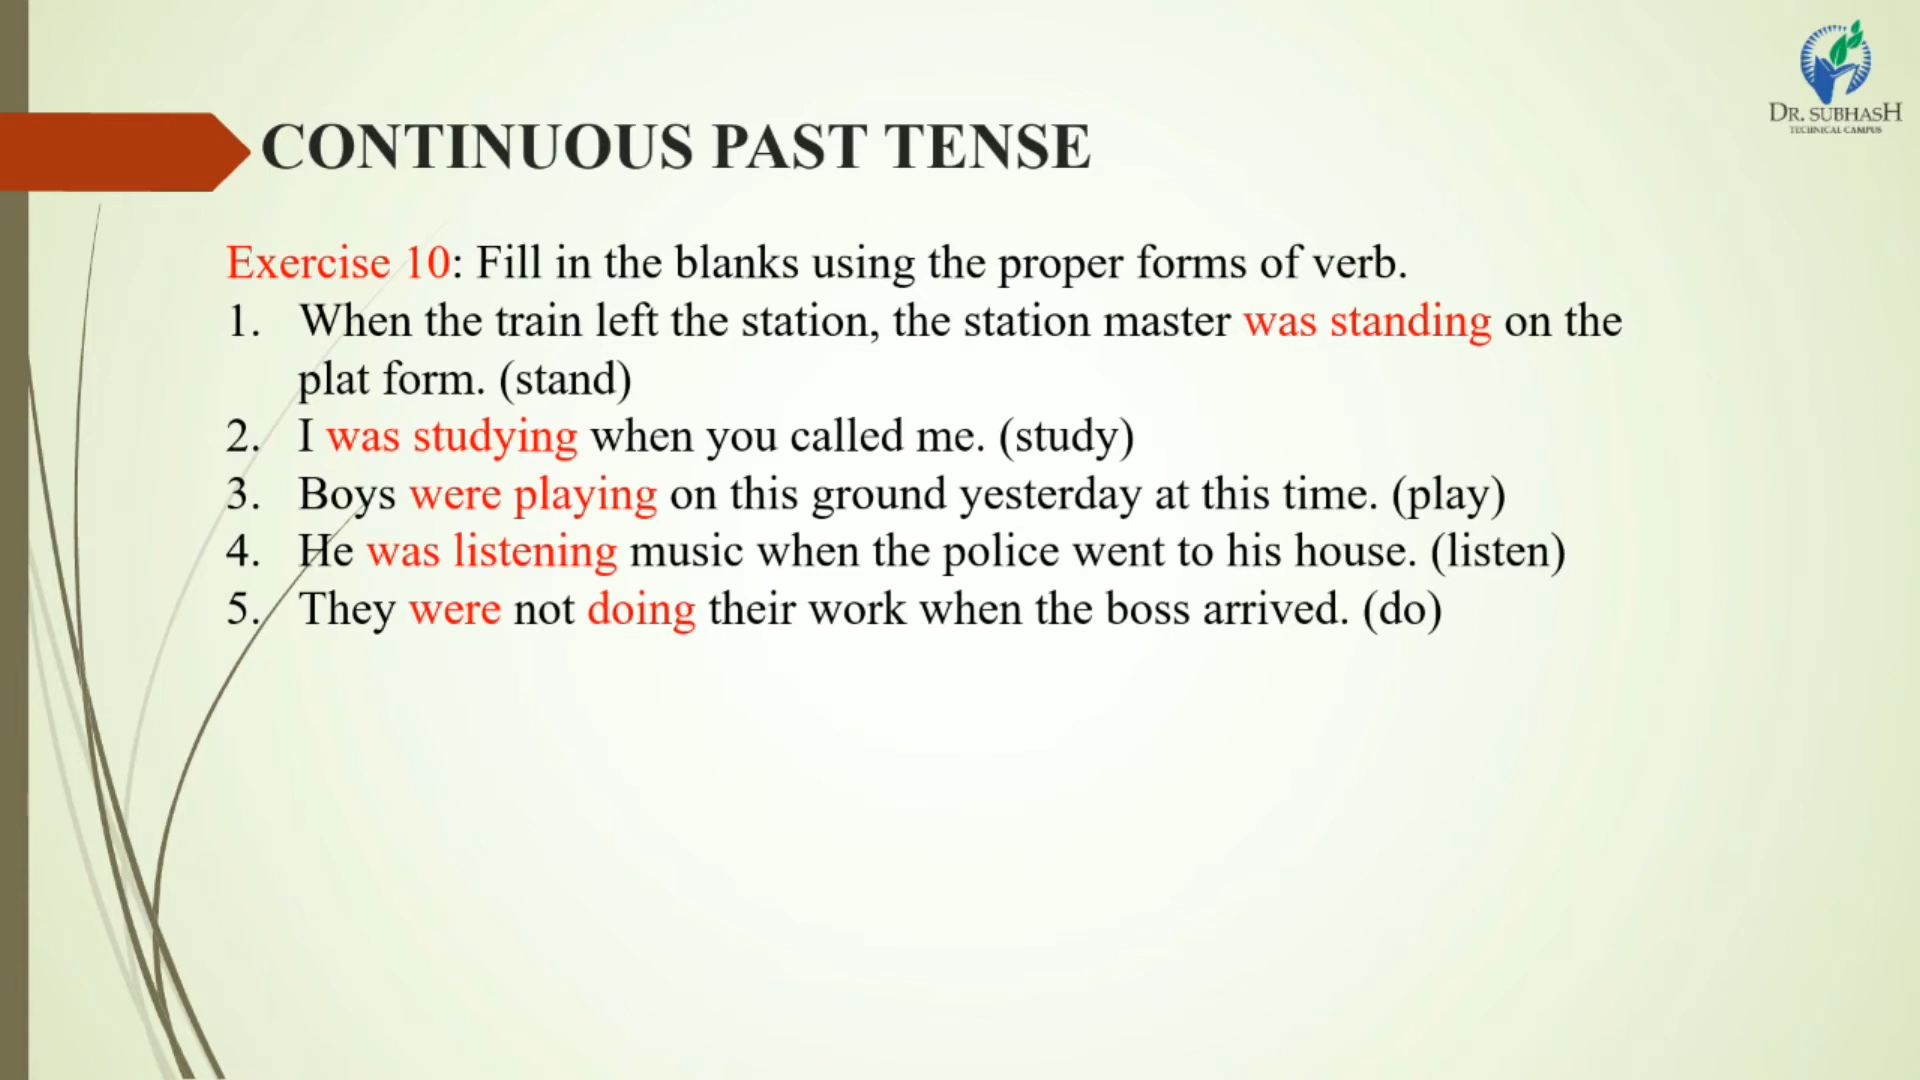 DR. SUBHASH
TECHNICAL CAMPUS
CONTINUOUS PAST TENSE
Exercise 10: Fill in the blanks using the proper forms of verb.
1. When the train left the station, the station master was standing on the
plat form. (stand)
2. I was studying when you called me. (study)
3. Boys were playing on this ground yesterday at this time. (play)
4. He was listening music when the police went to his house. (listen)
5. They were not doing their work when the boss arrived. (do)